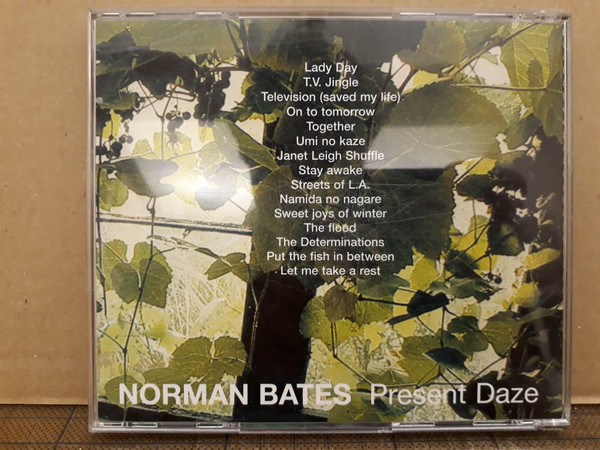 Lady Day
T.V. Jingle
Television (saved my life)
On to tomorrow
Together
Umi no kaze
Janet Leigh Shuffle
Stay awake
Streets of L.A.
Namida no nagare
Sweet joys of winter
The flood
The Determinations
Put the fish in between
Let me take a rest
NORMAN BATES Present Daze